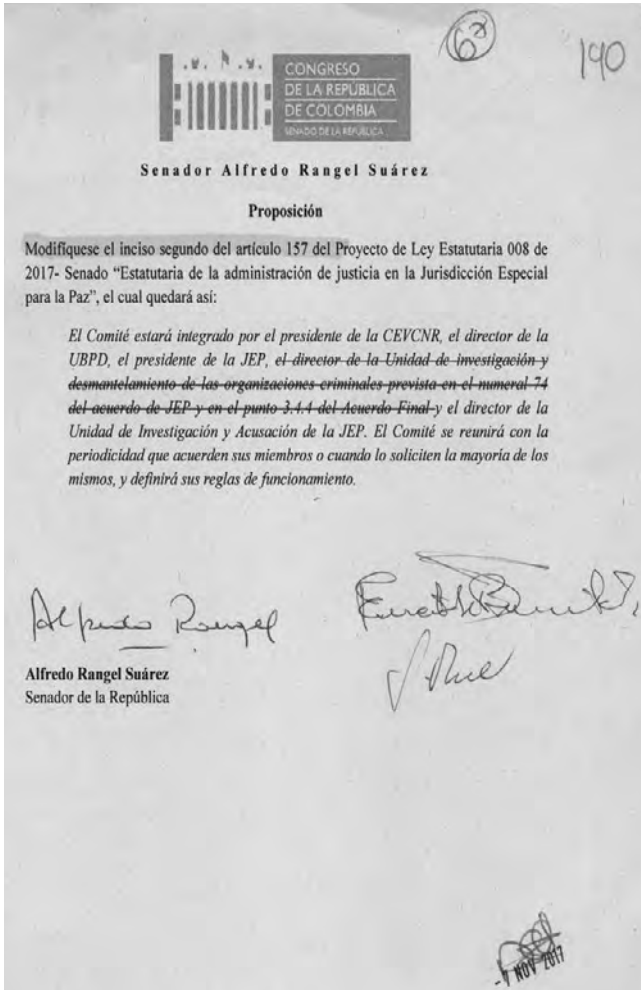 62
190
CONGRESO
DE LA REPÚBLICA
DE COLOMBIA
SENADO DE LA REPÚBLICA
Senador Alfredo Rangel Suárez
Proposición
Modifíquese el inciso segundo del artículo 157 del Proyecto de Ley Estatutaria 008 de
2017- Senado “Estatutaria de la administración de justicia en la Jurisdicción Especial
para la Paz”, el cual quedará así:
El Comité estará integrado por el presidente de la CEVCNR, el director de la
UBPD, el presidente de la JEP, el director de la Unidad de investigación y
desmantelamiento de las organizaciones criminales prevista en el numeral 74
del acuerdo de JEP y en el punto 3.4.4 del Acuerdo Final y el director de la
Unidad de Investigación y Acusación de la JEP. El Comité se reunirá con la
periodicidad que acuerden sus miembros o cuando lo soliciten la mayoría de los
mismos, y definirá sus reglas de funcionamiento.
Alfredo Rangel
Alfredo Rangel Suárez
Senador de la República
NOV 2017